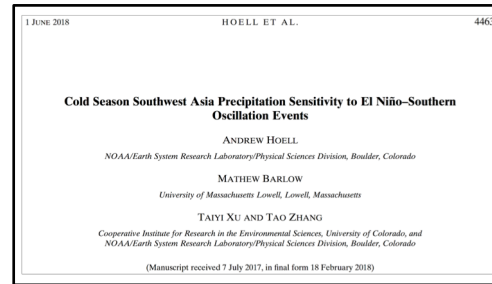 1 JUNE 2018 HOELL ET AL. 4463
Cold Season Southwest Asia Precipitation Sensitivity to El Niño–Southern
Oscillation Events
ANDREW HOELL
NOAA/Earth System Research Laboratory/Physical Sciences Division, Boulder, Colorado
MATHEW BARLOW
University of Massachusetts Lowell, Lowell, Massachusetts
TAIYI XU AND TAO ZHANG
Cooperative Institute for Research in the Environmental Sciences, University of Colorado, and
NOAA/Earth System Research Laboratory/Physical Sciences Division, Boulder, Colorado
(Manuscript received 7 July 2017, in final form 18 February 2018)